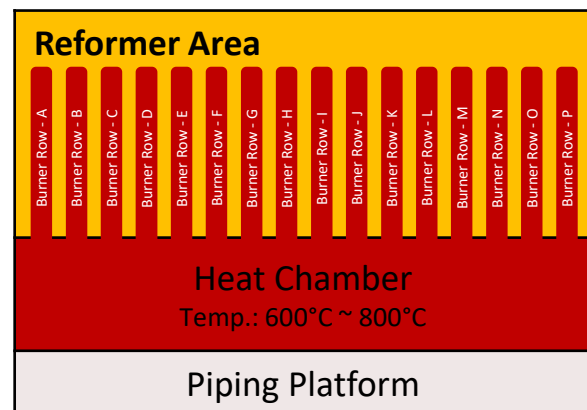 Reformer Area
Burner Row - A
Burner Row - B
Burner Row - C
Burner Row - D
Burner Row - E
Burner Row - F
Burner Row - G
Burner Row - H
Burner Row - I
Burner Row - J
Burner Row - K
Burner Row - L
Burner Row - M
Burner Row - N
Burner Row - O
Burner Row - P
Heat Chamber
Temp.: 600°C ~ 800°C
Piping Platform